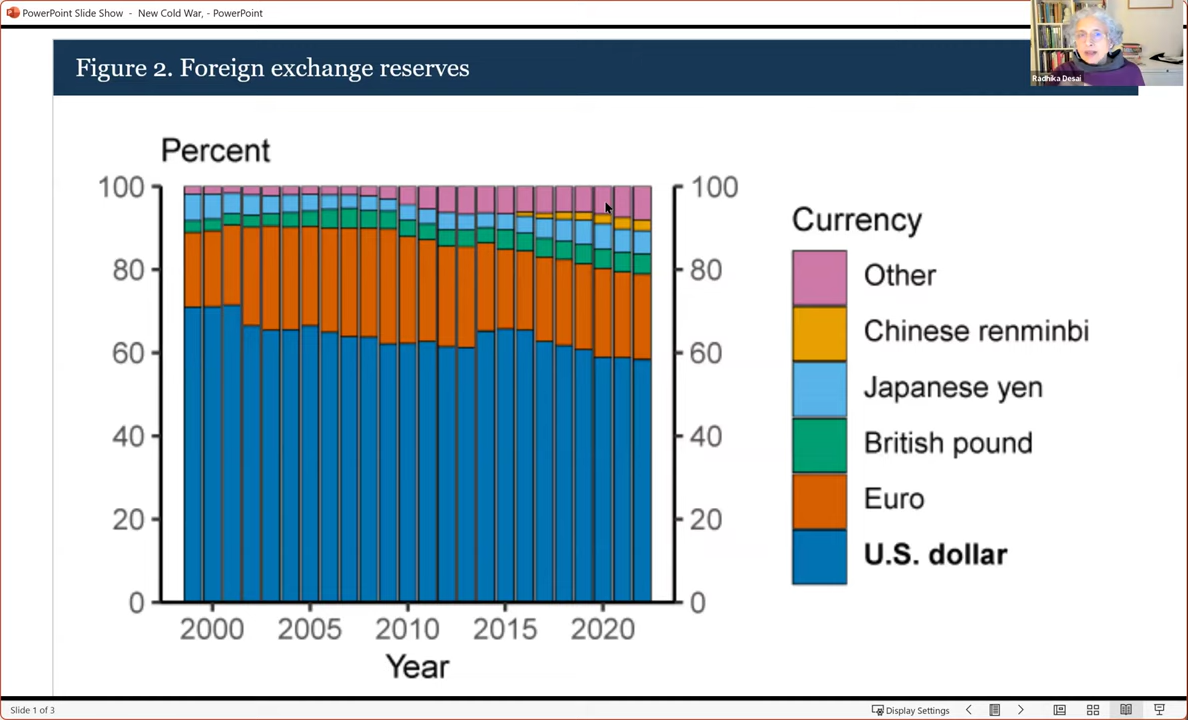 PowerPoint Slide Show - New Cold War, - PowerPoint
Radhika Desai
Figure 2. Foreign exchange reserves
Percent
100
80
60
40
20
0
100
80
60
40
20
0
2000 2005 2010 2015 2020
Year
Currency
Other
Chinese renminbi
Japanese yen
British pound
Euro
U.S. dollar
Slide 1 of 3
Display Settings